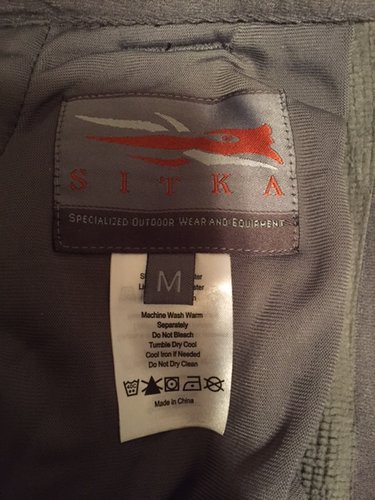 SITKA
SPECIALIZED OUTDOOR WEAR AND EQUIPMENT
M
Machine Wash Warm
Separately
Do Not Bleach
Tumble Dry Cool
Cool Iron if Needed
Do Not Dry Clean
Made in China